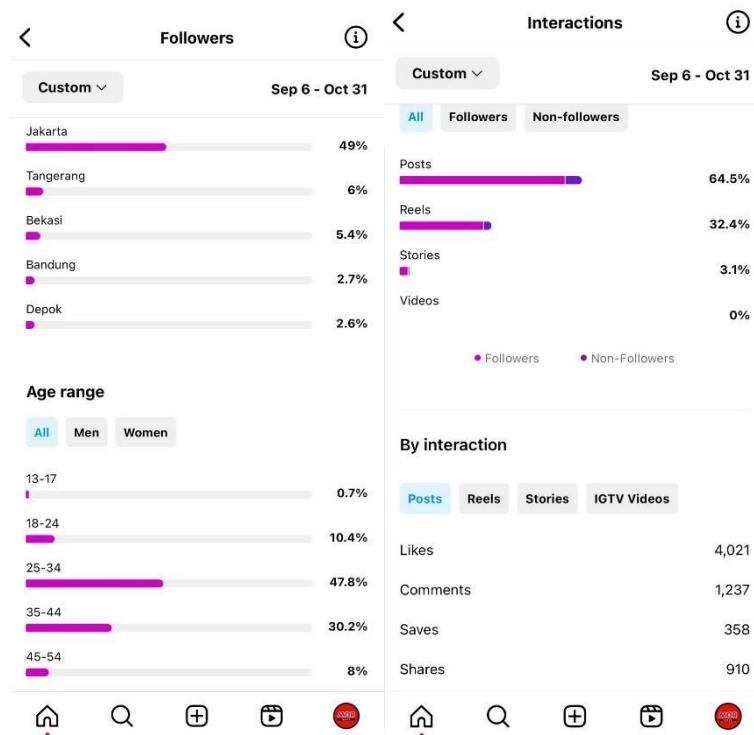 Followers
Custom
Sep 6 - Oct 31
Jakarta
49%
Tangerang
6%
Bekasi
5.4%
Bandung
2.7%
Depok
2.6%
Age range
All Men Women
13-17
0.7%
18-24
10.4%
25-34
47.8%
35-44
30.2%
45-54
8%
Interactions
Custom
Sep 6 - Oct 31
All Followers Non-followers
Posts
64.5%
Reels
32.4%
Stories
3.1%
Videos
0%
Followers Non-Followers
By interaction
Posts Reels Stories IGTV Videos
Likes 4,021
Comments 1,237
Saves 358
Shares 910